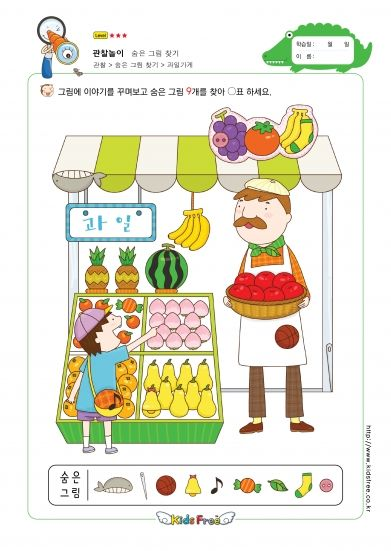 Level ★★★
관찰놀이 숨은 그림 찾기
관찰 > 숨은 그림 찾기 > 과일가게
학습일 : 월 일
이 름 :
그림에 이야기를 꾸며보고 숨은 그림 9개를 찾아 ○표 하세요.
과일
http://www.kidsfree.co.kr
숨은
그림
Kids Free